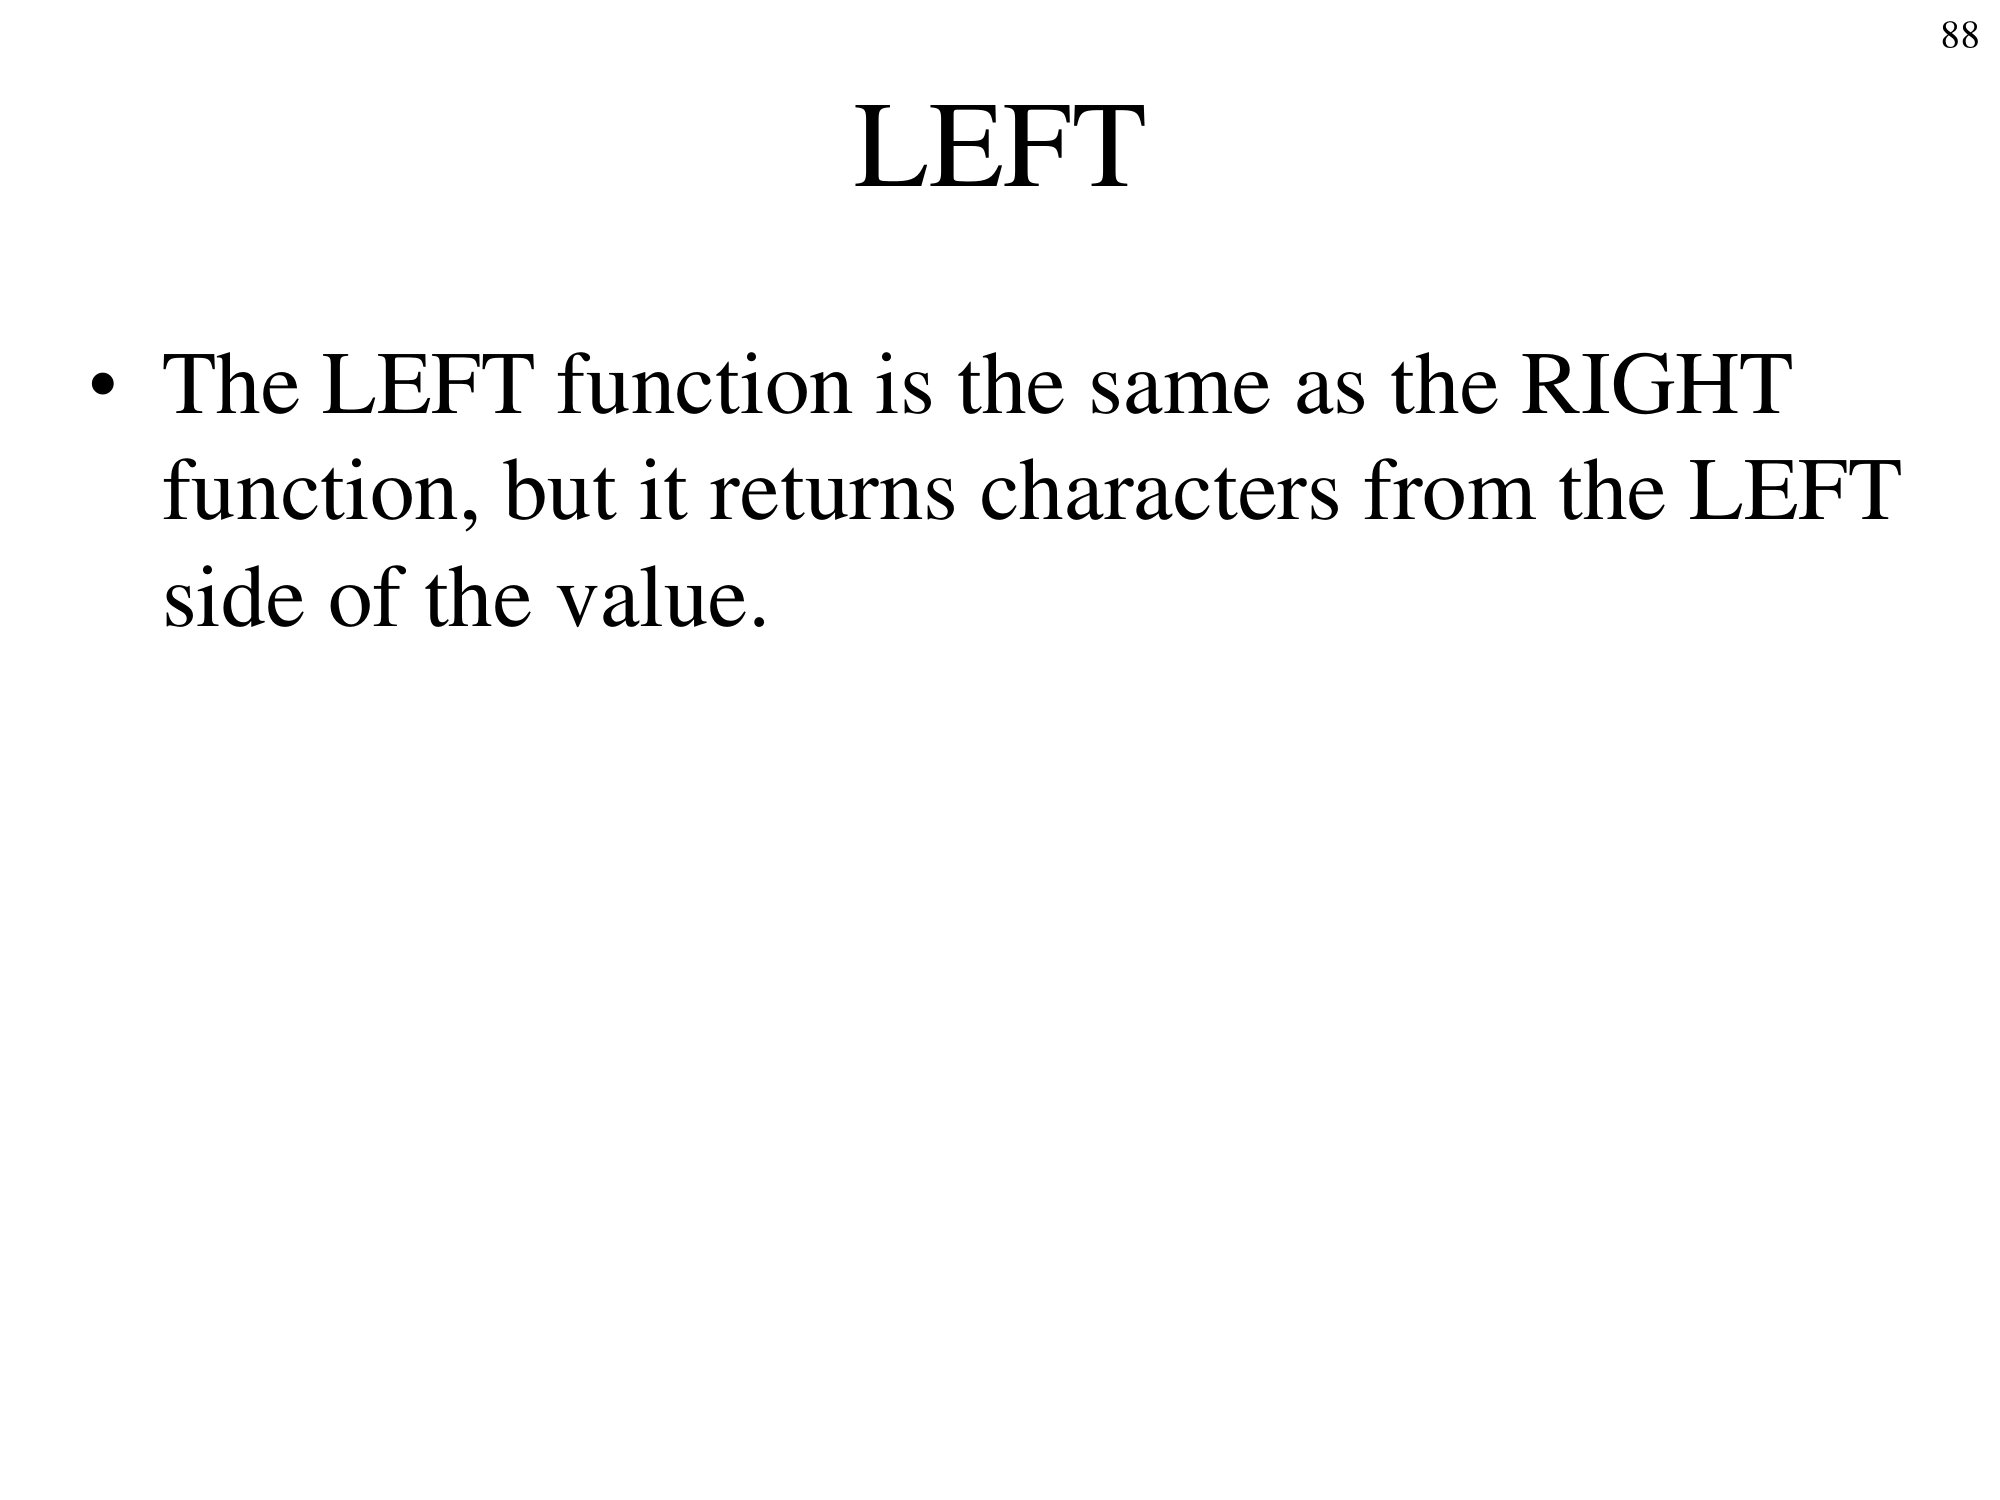 88
LEFT
• The LEFT function is the same as the RIGHT
function, but it returns characters from the LEFT
side of the value.